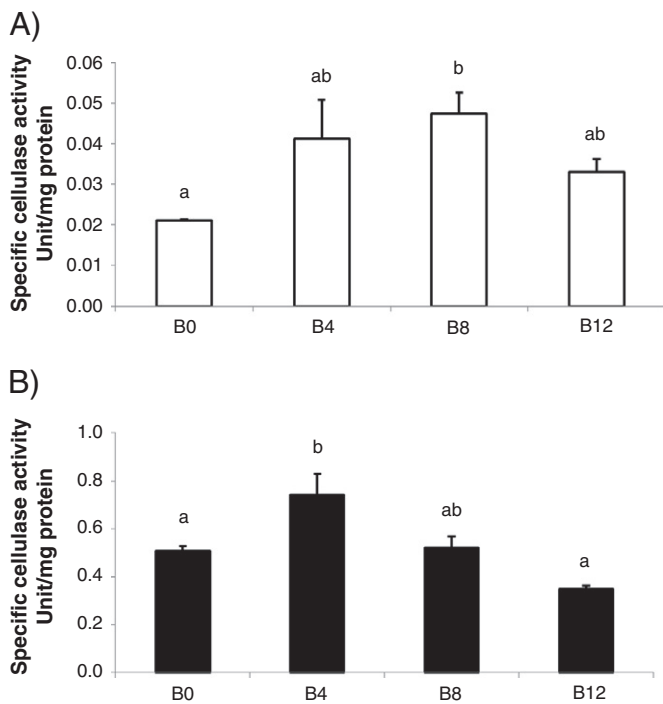 A)
Specific cellulase activity
Unit/mg protein
0.06
0.05
0.04
0.03
0.02
0.01
0.00
a
ab
b
ab
B0
B4
B8
B12
B)
Specific cellulase activity
Unit/mg protein
1.0
0.8
0.6
0.4
0.2
0.0
a
b
ab
a
B0
B4
B8
B12